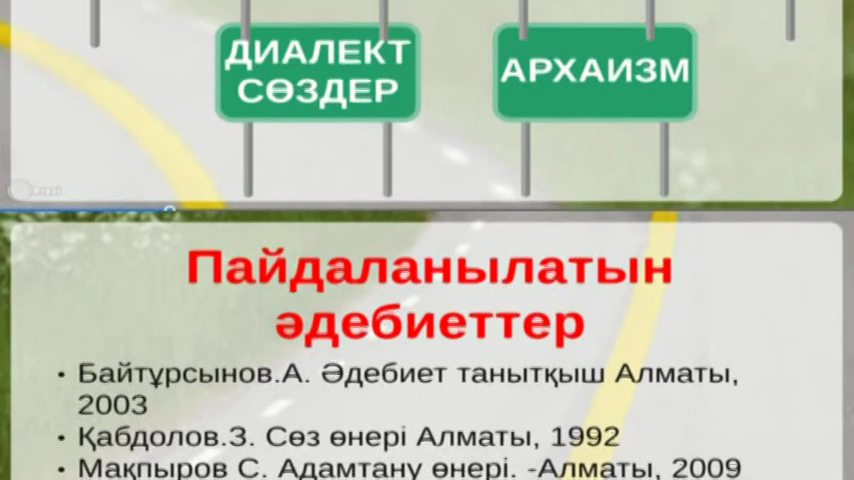 ДИАЛЕКТ
СӨЗДЕР
АРХАИЗМ
Пайдаланылатын
әдебиеттер
• Байтұрсынов.А. Әдебиет танытқыш Алматы,
2003
• Қабдолов.З. Сөз өнері Алматы, 1992
• Мақпыров С. Адамтану өнері. -Алматы, 2009